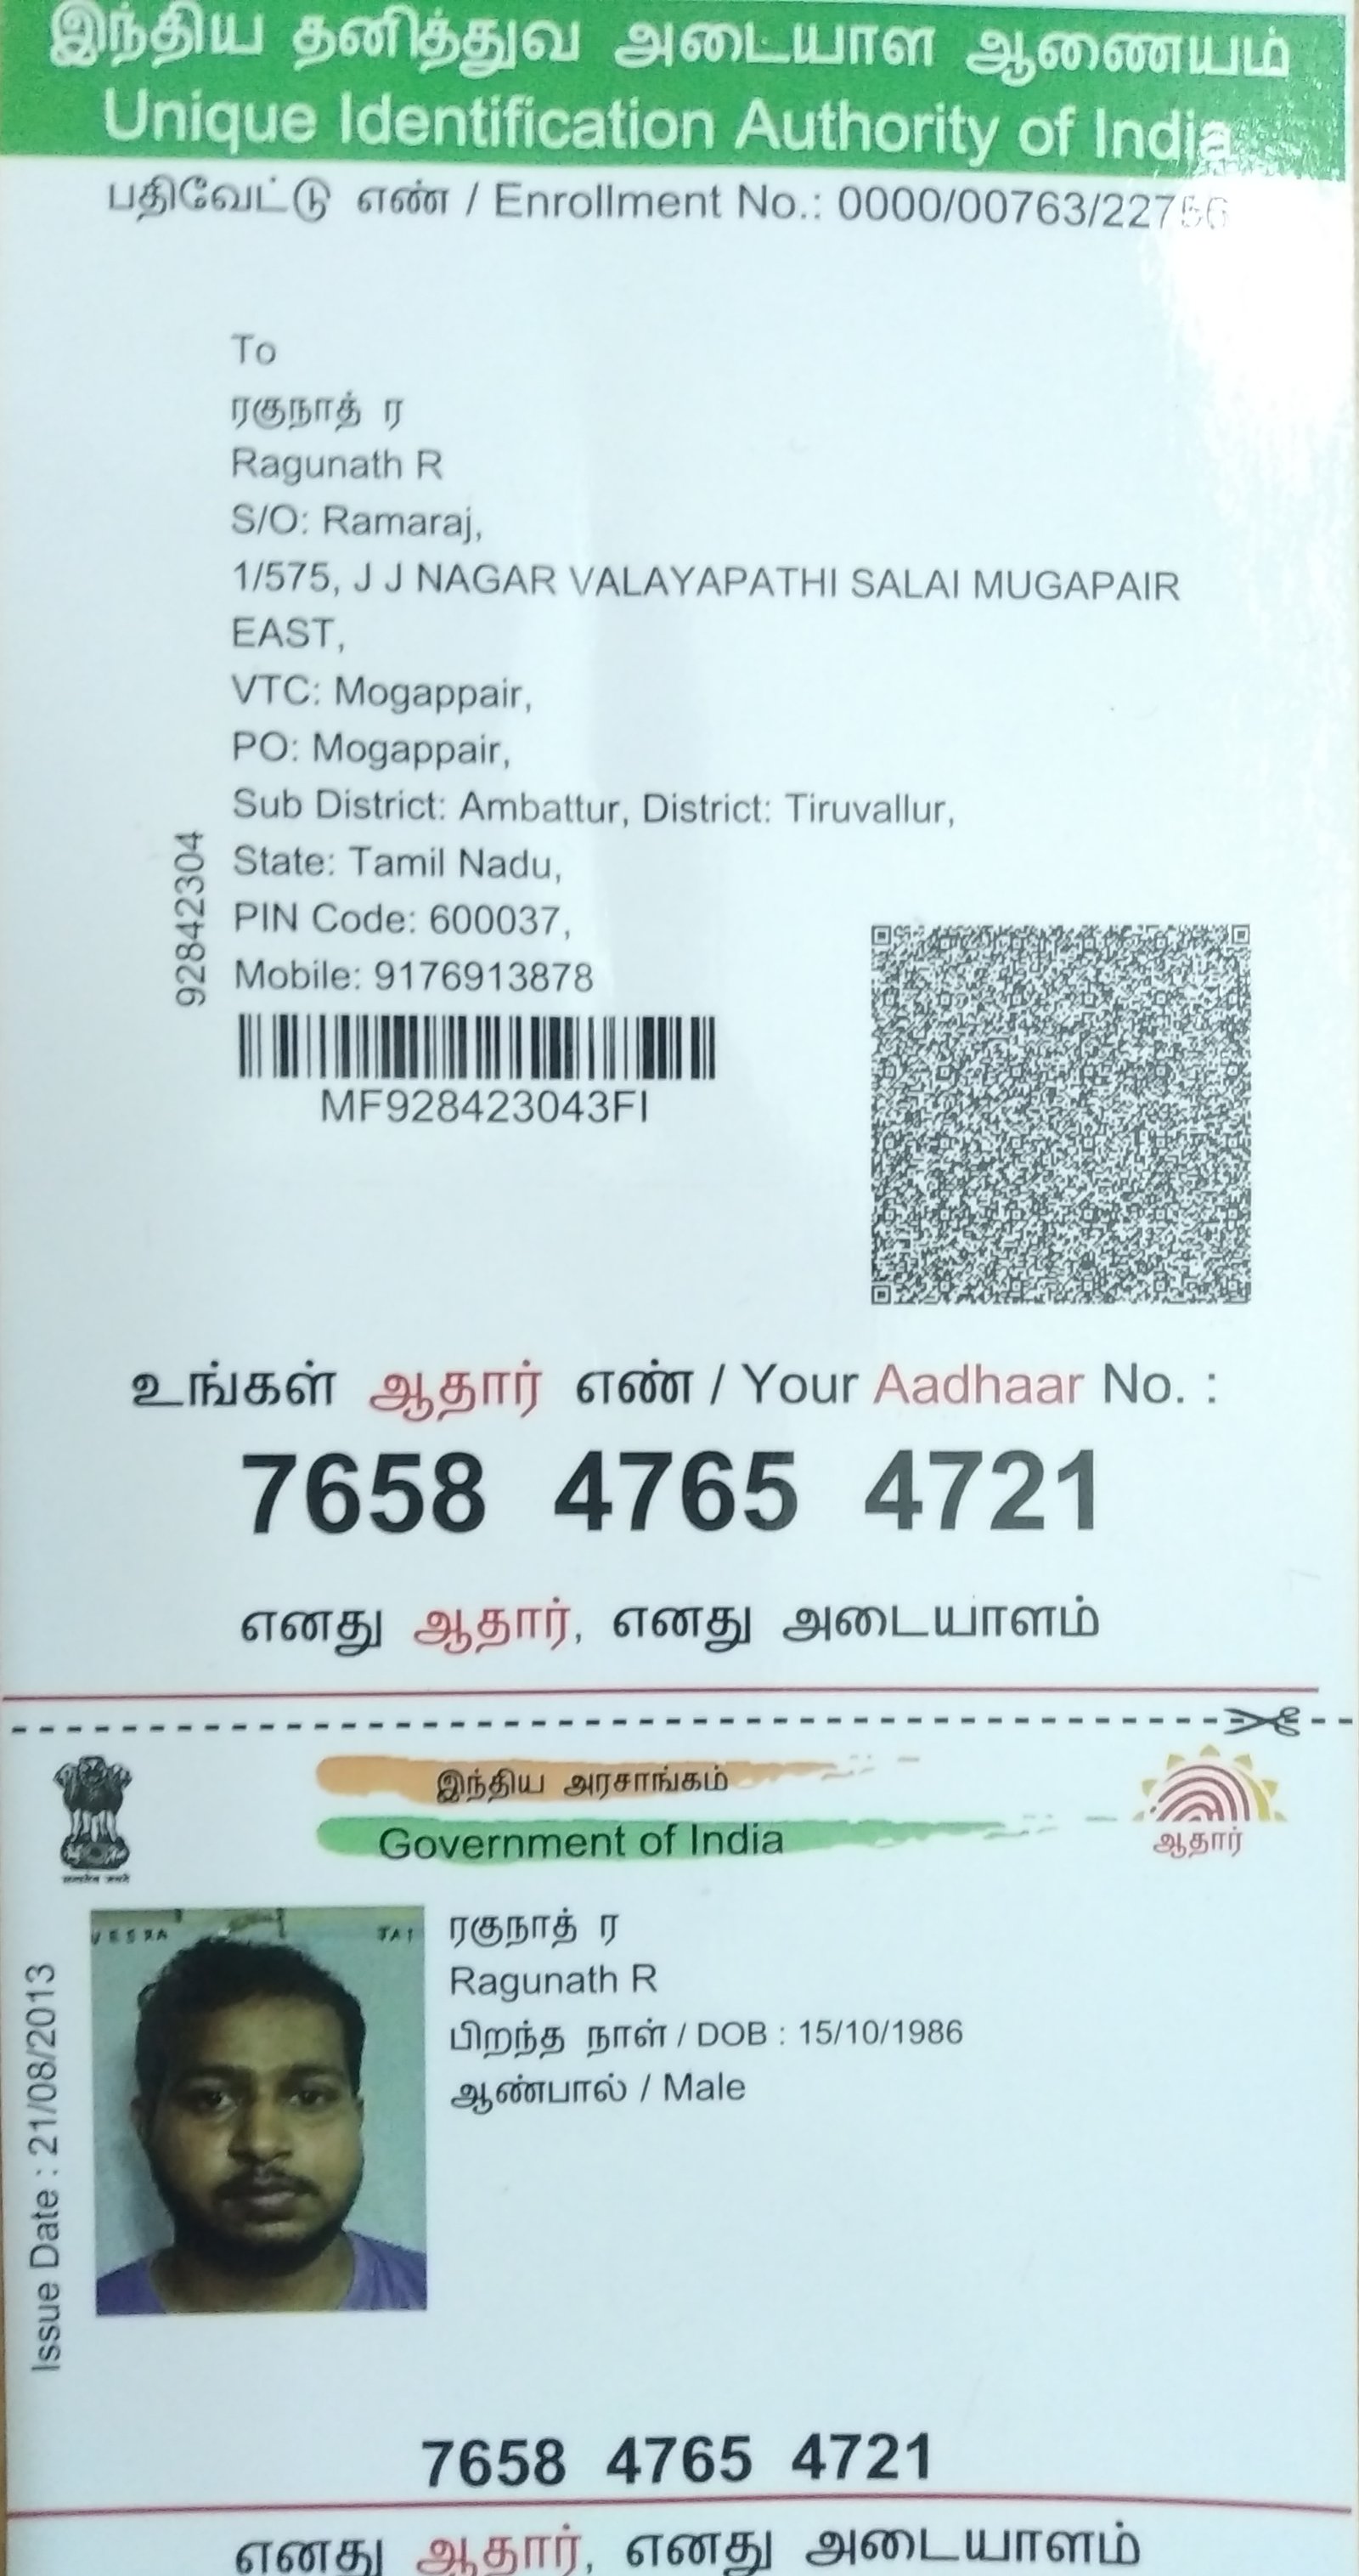 இந்திய தனித்துவ அடையாள ஆணையம்
Unique Identification Authority of India
பதிவேட்டு எண் / Enrollment No.: 0000/00763/22756
To
ரகுநாத் ர
Ragunath R
S/O: Ramaraj,
1/575, J J NAGAR VALAYAPATHI SALAI MUGAPAIR
EAST,
VTC: Mogappair,
PO: Mogappair,
Sub District: Ambattur, District: Tiruvallur,
State: Tamil Nadu,
PIN Code: 600037,
Mobile: 9176913878
92842304
MF928423043FI
உங்கள் ஆதார் எண் / Your Aadhaar No. :
7658 4765 4721
எனது ஆதார், எனது அடையாளம்
இந்திய அரசாங்கம்
Government of India
ஆதார்
सत्यमेव जयते
ரகுநாத் ர
Ragunath R
பிறந்த நாள் / DOB : 15/10/1986
ஆண்பால் / Male
Issue Date : 21/08/2013
7658 4765 4721
எனது ஆதார், எனது அடையாளம்